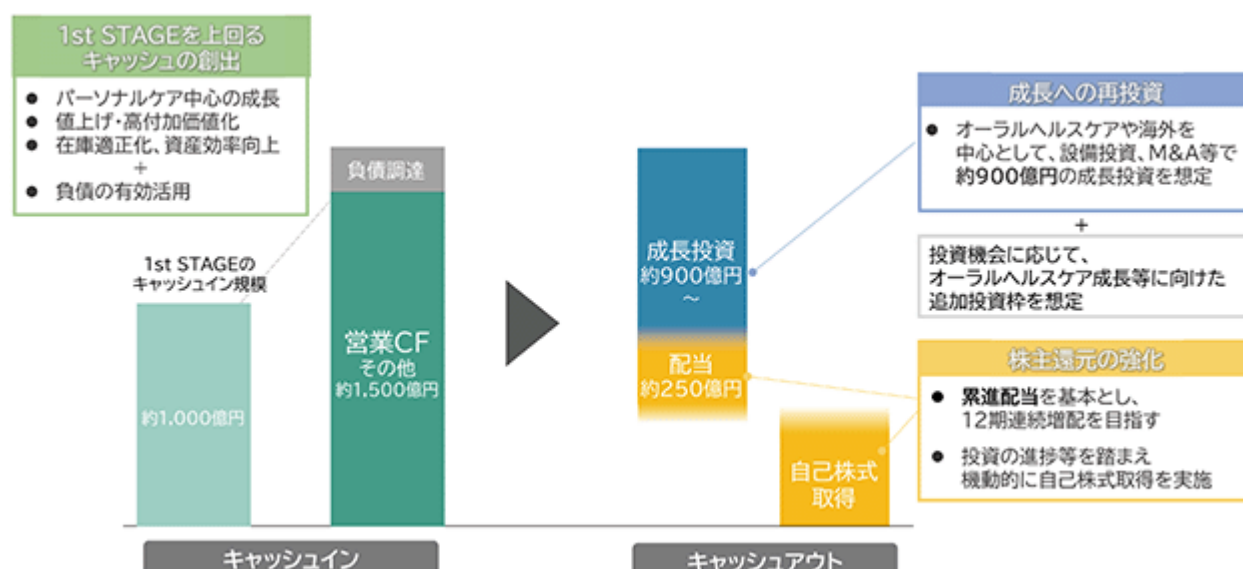 1st STAGEを上回る
キャッシュの創出
● パーソナルケア中心の成長
● 値上げ・高付加価値化
● 在庫適正化、資産効率向上
+
● 負債の有効活用
1st STAGEの
キャッシュイン規模
約1,000億円
負債調達
営業CF
その他
約1,500億円
キャッシュイン
成長投資
約900億円
～
配当
約250億円
自己株式
取得
キャッシュアウト
成長への再投資
● オーラルヘルスケアや海外を
中心として、設備投資、M&A等で
約900億円の成長投資を想定
+
投資機会に応じて、
オーラルヘルスケア成長等に向けた
追加投資枠を想定
株主還元の強化
● 累進配当を基本とし、
12期連続増配を目指す
● 投資の進捗等を踏まえ
機動的に自己株式取得を実施